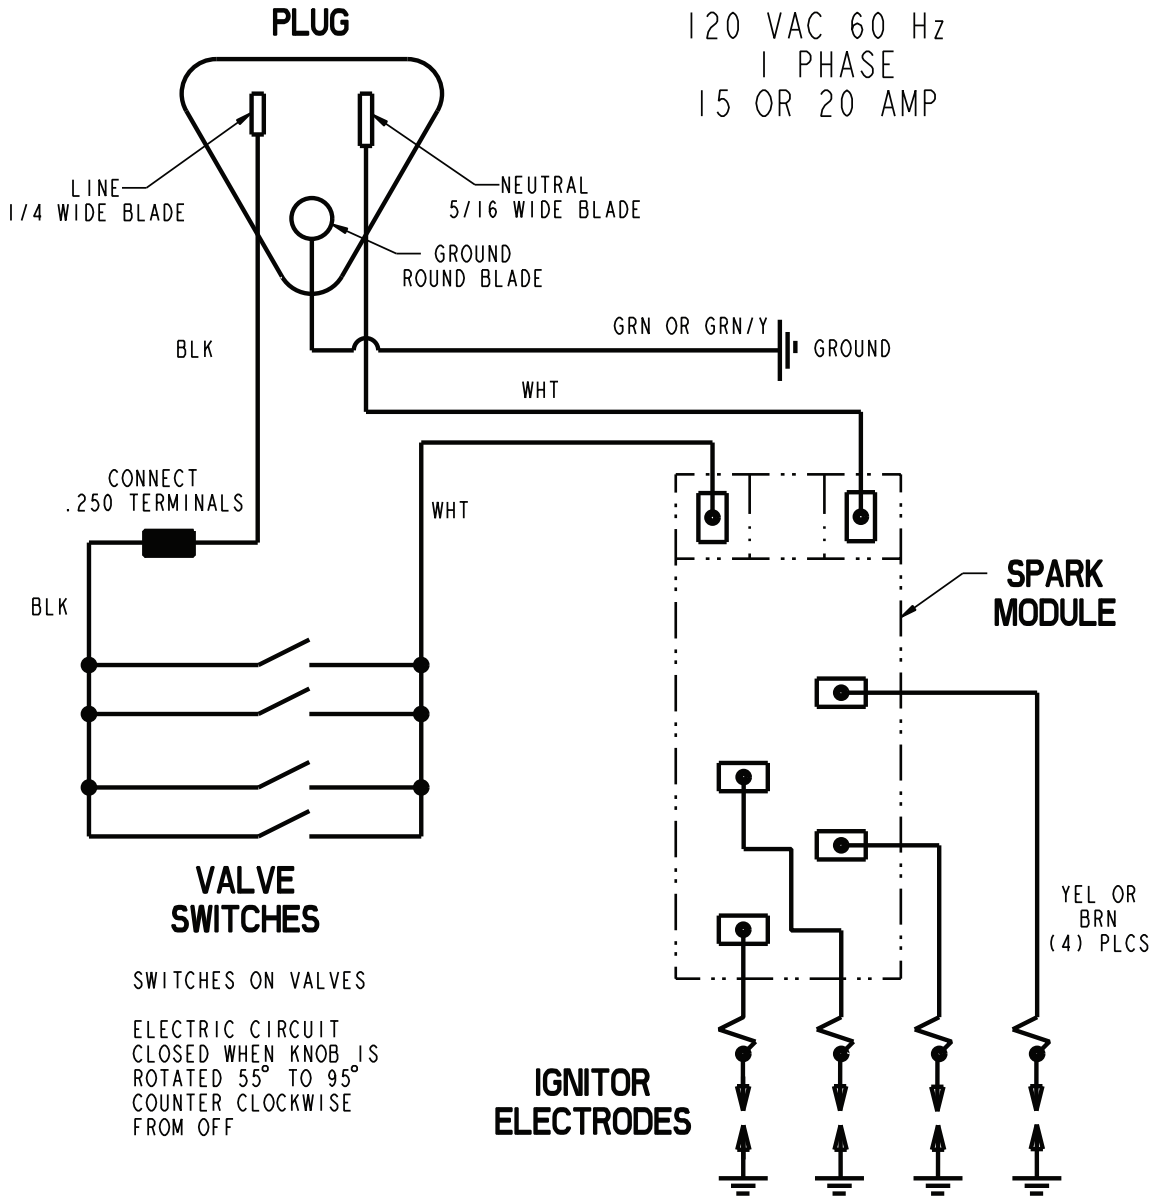 PLUG
120 VAC 60 Hz
1 PHASE
15 OR 20 AMP
LINE
1/4 WIDE BLADE
NEUTRAL
5/16 WIDE BLADE
GROUND
ROUND BLADE
GRN OR GRN/Y
GROUND
BLK
WHT
CONNECT
.250 TERMINALS
WHT
BLK
SPARK
MODULE
VALVE
SWITCHES
YEL OR
BRN
(4) PLCS
SWITCHES ON VALVES
ELECTRIC CIRCUIT
CLOSED WHEN KNOB IS
ROTATED 55° TO 95°
COUNTER CLOCKWISE
FROM OFF
IGNITOR
ELECTRODES